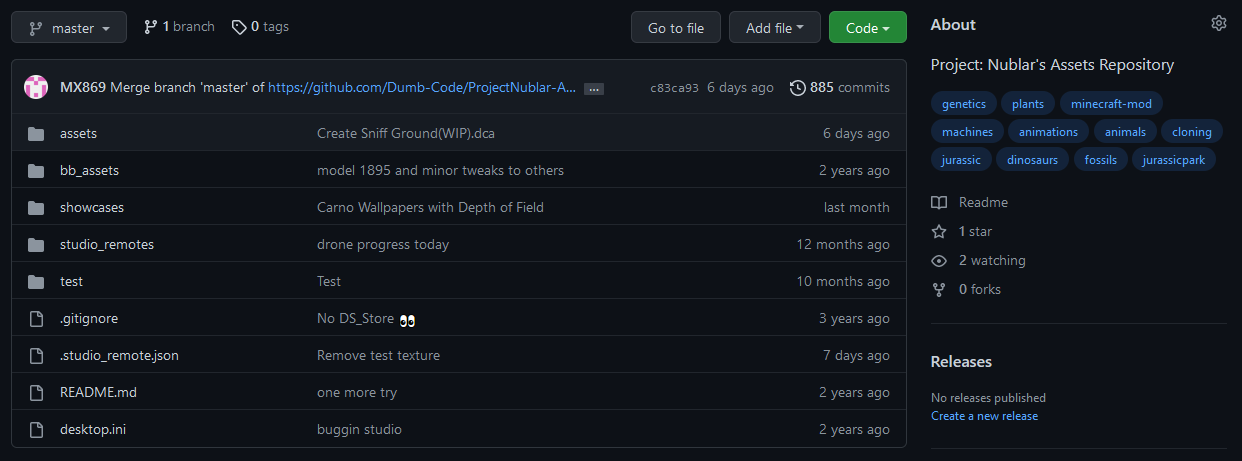 master
1 branch
0 tags
Go to file
Add file
Code
MX869 Merge branch 'master' of https://github.com/Dumb-Code/ProjectNublar-A... ... c83ca93 6 days ago 885 commits
assets Create Sniff Ground(WIP).dca 6 days ago
bb_assets model 1895 and minor tweaks to others 2 years ago
showcases Carno Wallpapers with Depth of Field last month
studio_remotes drone progress today 12 months ago
test Test 10 months ago
.gitignore No DS_Store 👀 3 years ago
.studio_remote.json Remove test texture 7 days ago
README.md one more try 2 years ago
desktop.ini buggin studio 2 years ago
About
Project: Nublar's Assets Repository
genetics plants minecraft-mod
machines animations animals cloning
jurassic dinosaurs fossils jurassicpark
Readme
1 star
2 watching
0 forks
Releases
No releases published
Create a new release